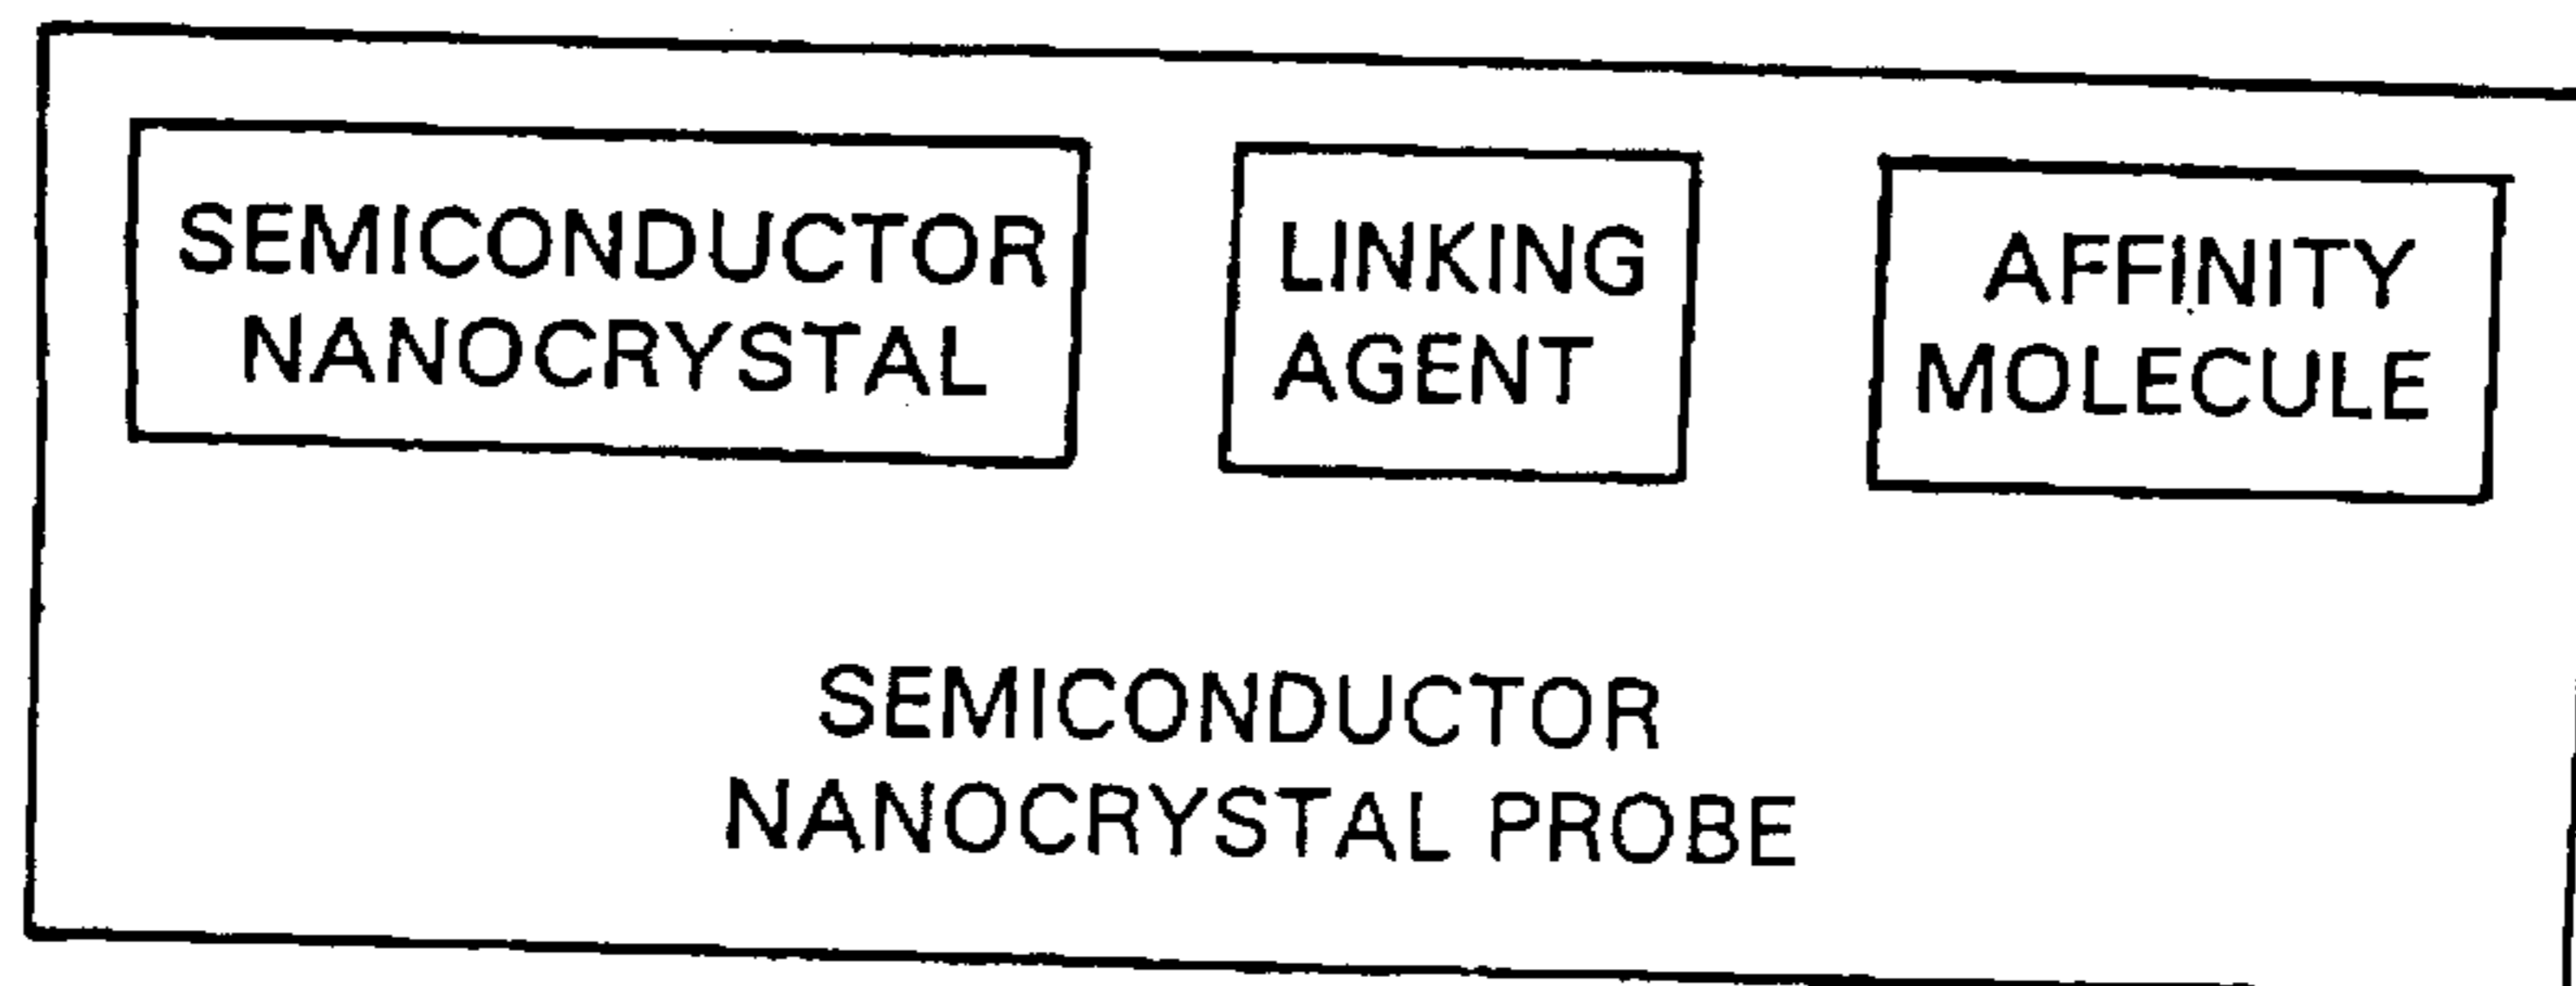 SEMICONDUCTOR
NANOCRYSTAL
LINKING
AGENT
AFFINITY
MOLECULE
SEMICONDUCTOR
NANOCRYSTAL PROBE